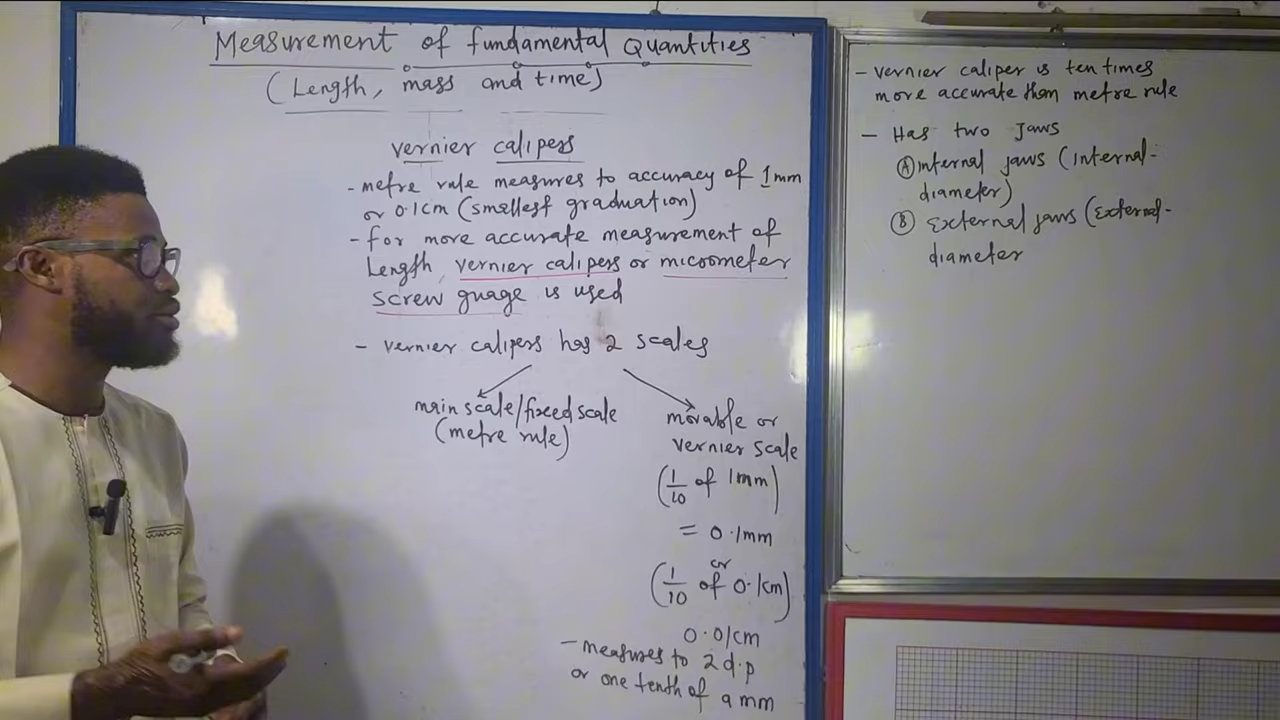 Measurement of fundamental Quantities
(Length, mass and time)
vernier calipers
- metre rule measures to accuracy of 1mm
or 0.1cm (smallest graduation)
- for more accurate measurement of
Length, vernier calipers or micrometer
screw guage is used
- vernier calipers has 2 scales
main scale/fixed scale
(metre rule)
movable or
vernier scale
(1/10 of 1mm)
= 0.1mm
or
(1/10 of 0.1cm)
0.01cm
- measures to 2 d.p
or one tenth of a mm
- vernier caliper is ten times
more accurate than metre rule
- Has two Jaws
(A) internal jaws (internal-
diameter)
(B) External jaws (External-
diameter